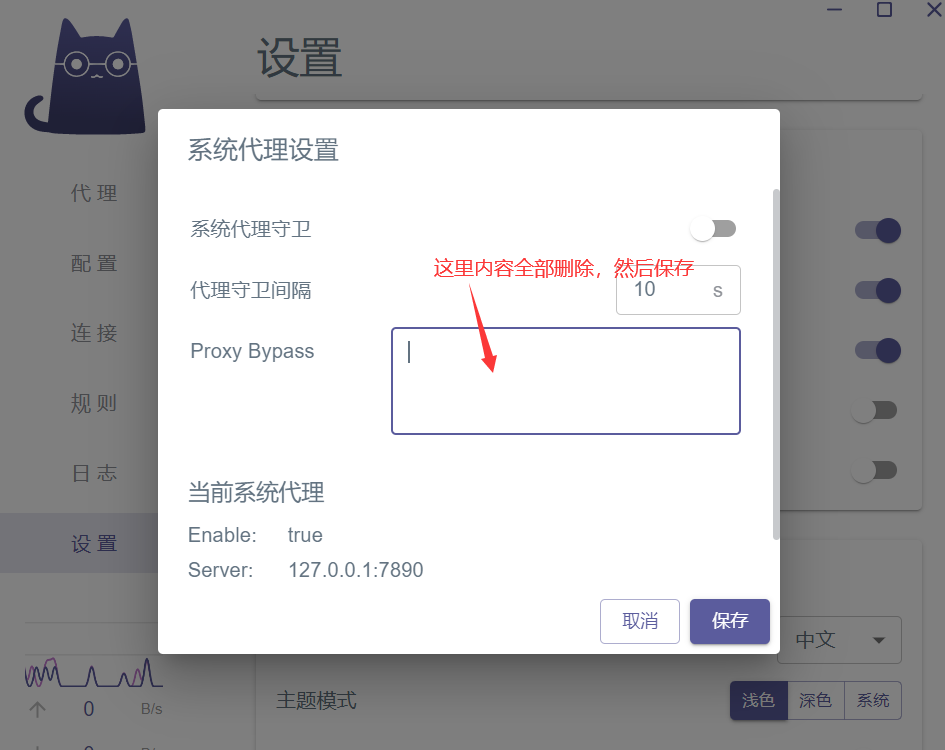 设置
系统代理设置
代理
配置
连接
规则
日志
设置
系统代理守卫
这里内容全部删除，然后保存
代理守卫间隔
10 s
Proxy Bypass
当前系统代理
Enable: true
Server: 127.0.0.1:7890
取消 保存
中文
主题模式
浅色 深色 系统
0 B/s